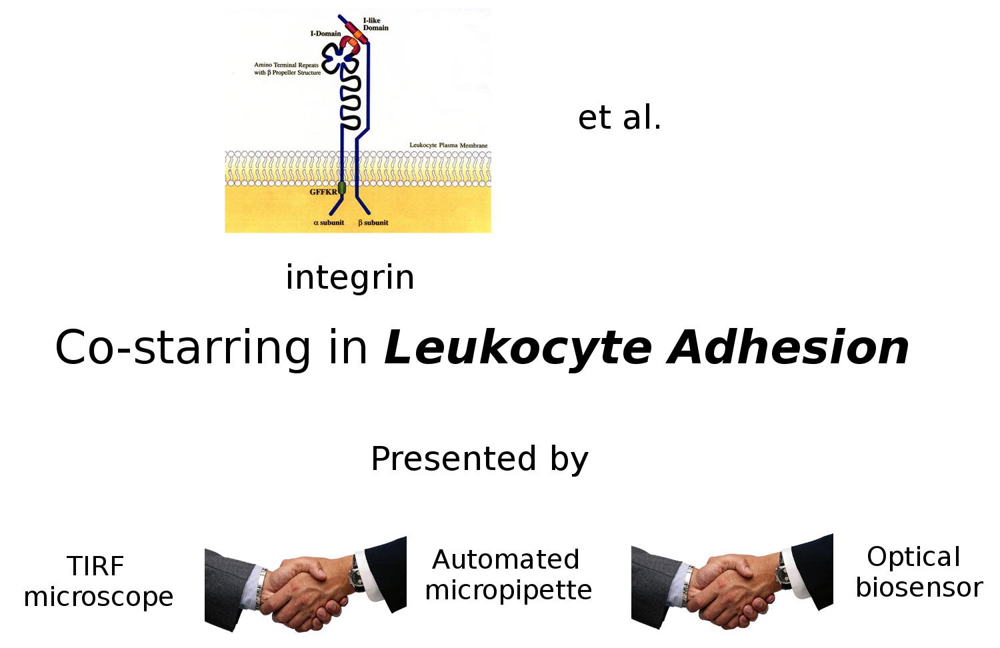 I-like
Domain
I-Domain
Amino Terminal Repeats
with β Propeller Structure
et al.
Leukocyte Plasma Membrane
GFFKR
α subunit β subunit
integrin
Co-starring in Leukocyte Adhesion
Presented by
TIRF
microscope
Automated
micropipette
Optical
biosensor